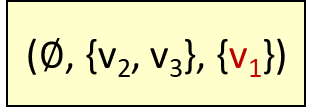 (Ø, {v₂, v₃}, {v₁})